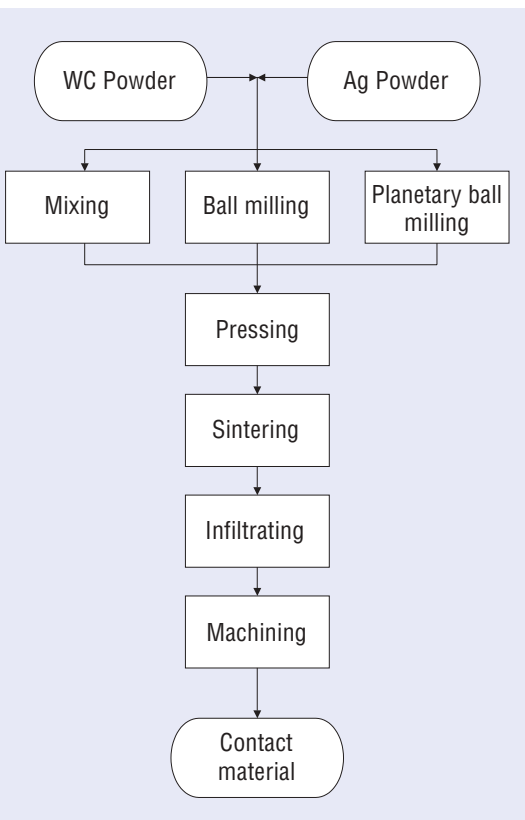 WC Powder
Ag Powder
Mixing
Ball milling
Planetary ball
milling
Pressing
Sintering
Infiltrating
Machining
Contact
material